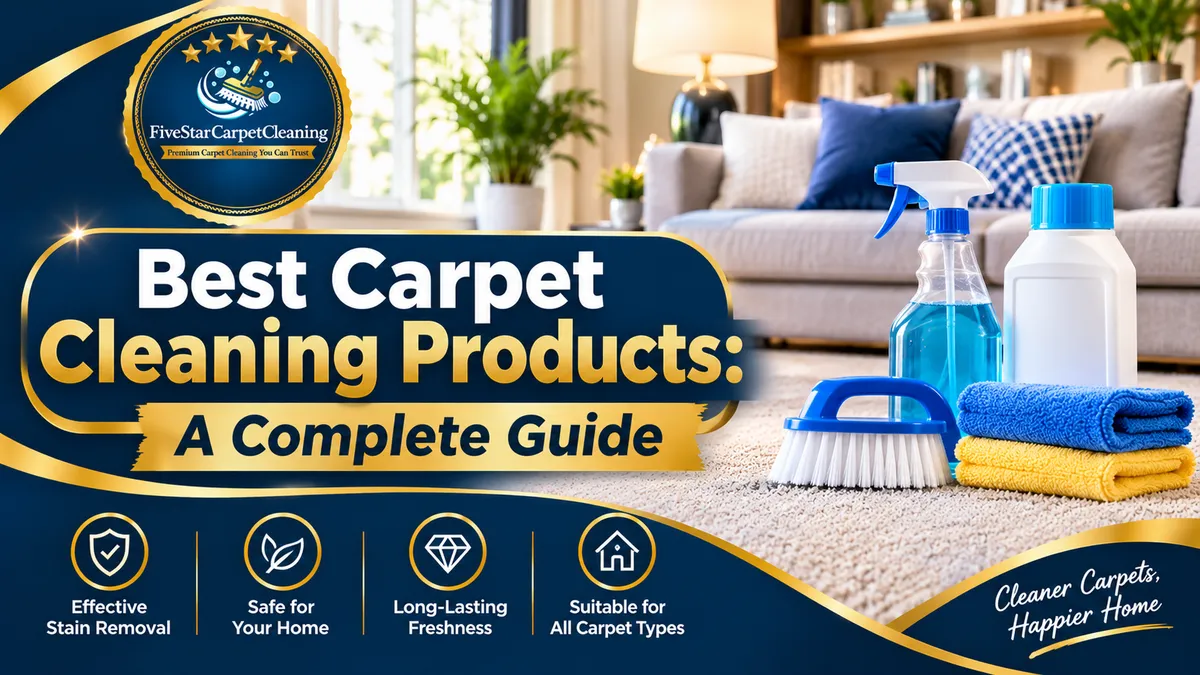 FiveStarCarpetCleaning
Premium Carpet Cleaning You Can Trust
Best Carpet
Cleaning Products:
A Complete Guide
Effective
Stain Removal
Safe for
Your Home
Long-Lasting
Freshness
Suitable for
All Carpet Types
Cleaner Carpets,
Happier Home